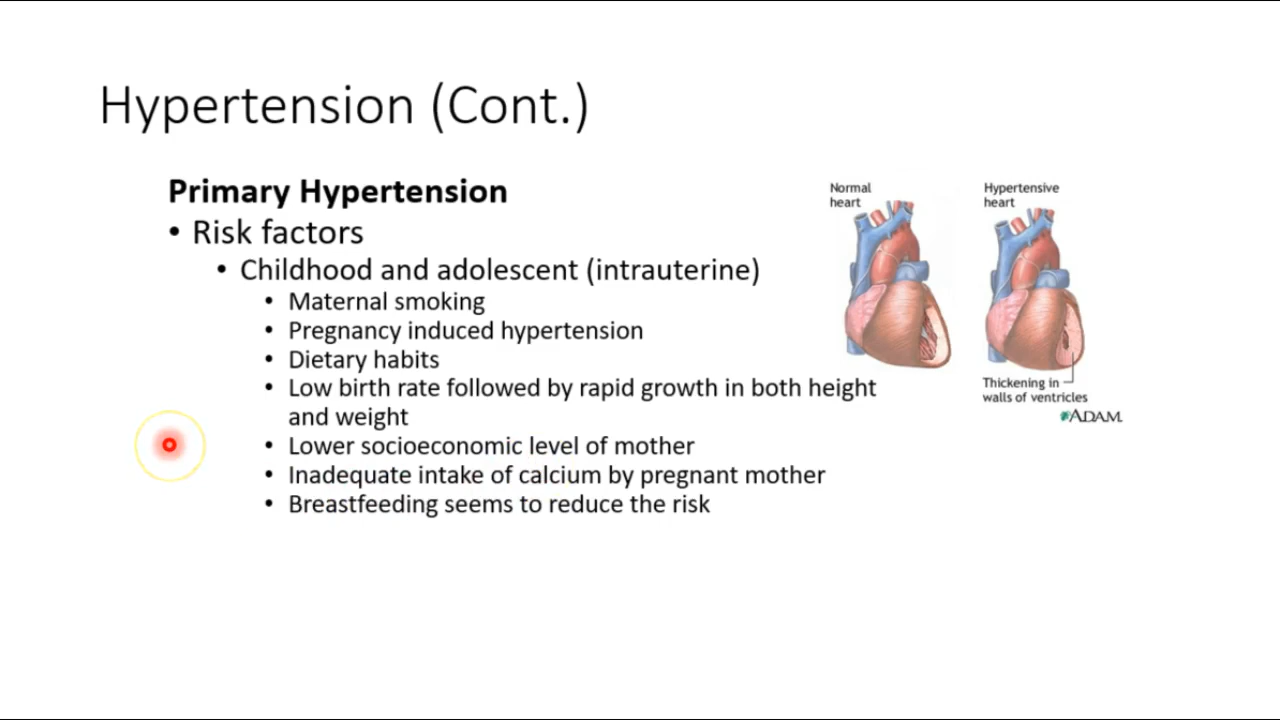 Hypertension (Cont.)
Primary Hypertension
• Risk factors
• Childhood and adolescent (intrauterine)
• Maternal smoking
• Pregnancy induced hypertension
• Dietary habits
• Low birth rate followed by rapid growth in both height
and weight
• Lower socioeconomic level of mother
• Inadequate intake of calcium by pregnant mother
• Breastfeeding seems to reduce the risk
Normal
heart
Hypertensive
heart
Thickening in
walls of ventricles
ADAM